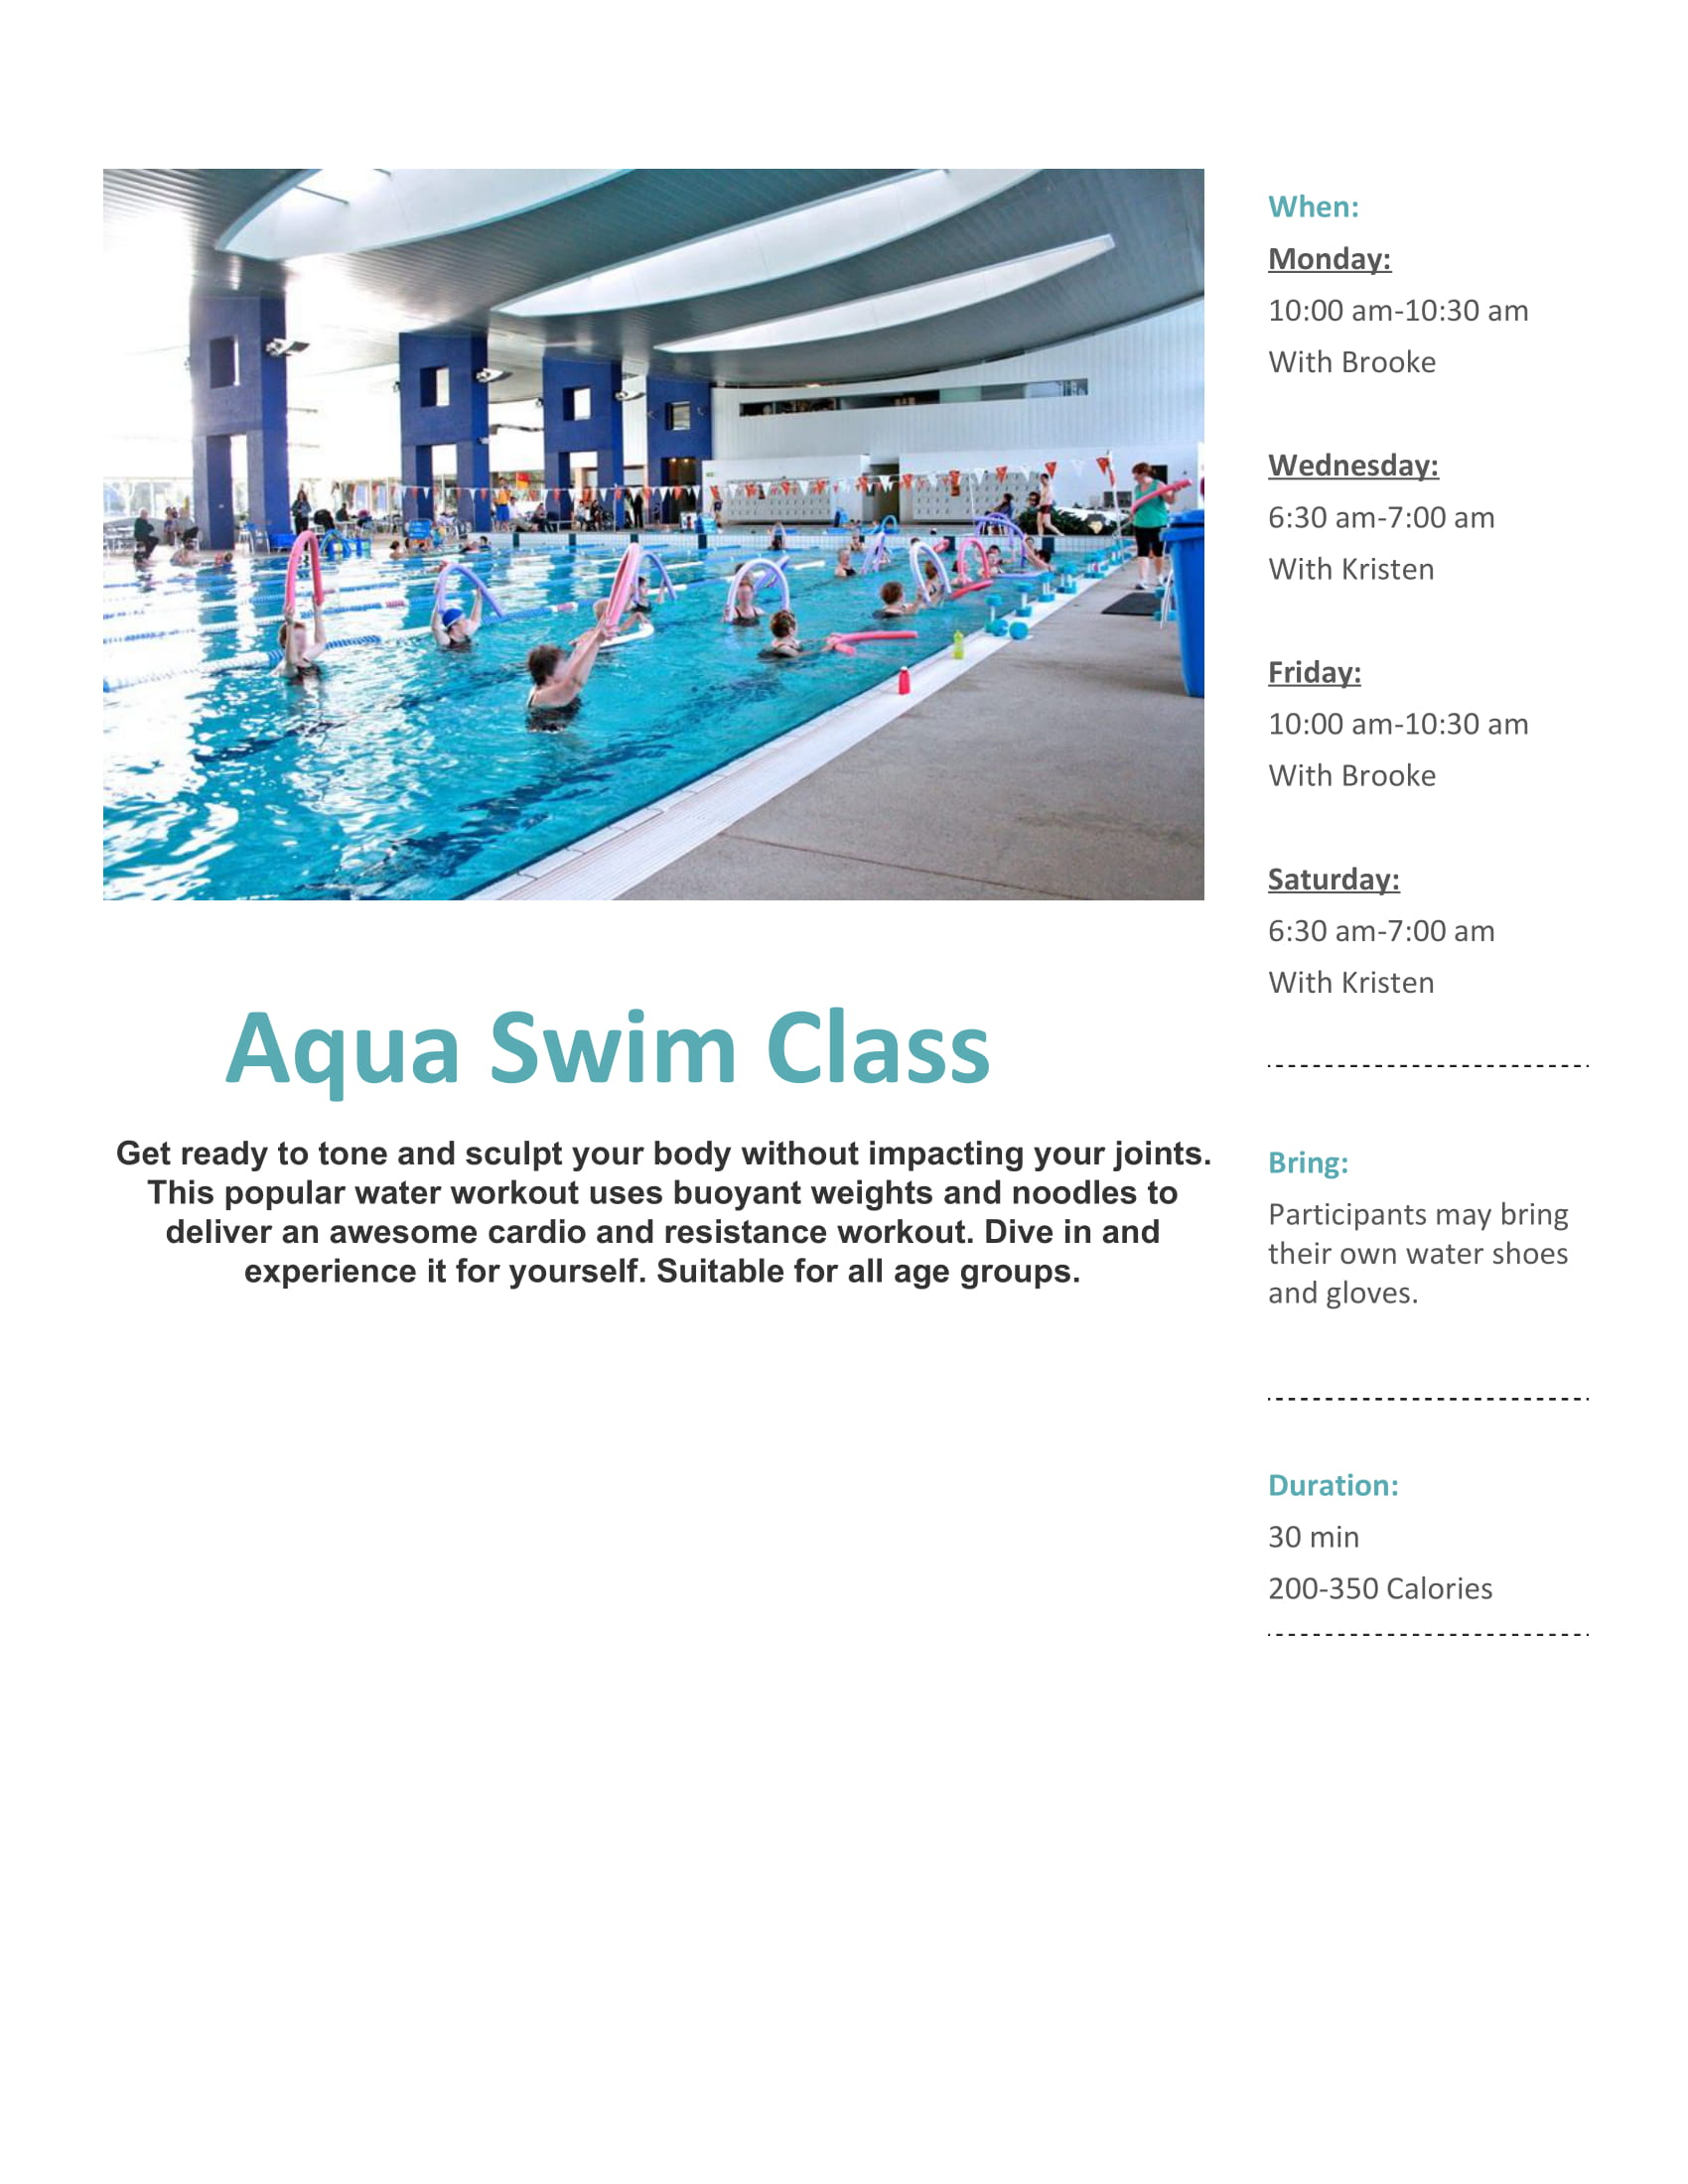 When:
Monday:
10:00 am-10:30 am
With Brooke
Wednesday:
6:30 am-7:00 am
With Kristen
Friday:
10:00 am-10:30 am
With Brooke
Saturday:
6:30 am-7:00 am
With Kristen
Aqua Swim Class
Get ready to tone and sculpt your body without impacting your joints.
This popular water workout uses buoyant weights and noodles to
deliver an awesome cardio and resistance workout. Dive in and
experience it for yourself. Suitable for all age groups.
Bring:
Participants may bring
their own water shoes
and gloves.
Duration:
30 min
200-350 Calories